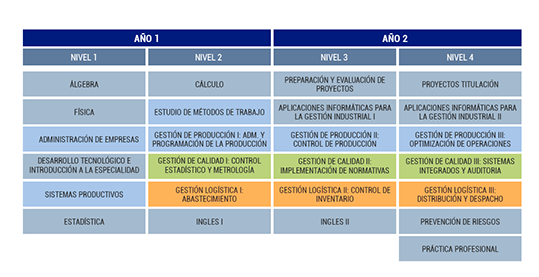 AÑO 1
AÑO 2
NIVEL 1
NIVEL 2
NIVEL 3
NIVEL 4
ÁLGEBRA
CÁLCULO
PREPARACIÓN Y EVALUACIÓN DE
PROYECTOS
PROYECTOS TITULACIÓN
FÍSICA
ESTUDIO DE MÉTODOS DE TRABAJO
APLICACIONES INFORMÁTICAS PARA
LA GESTIÓN INDUSTRIAL I
APLICACIONES INFORMÁTICAS PARA
LA GESTIÓN INDUSTRIAL II
ADMINISTRACIÓN DE EMPRESAS
GESTIÓN DE PRODUCCIÓN I: ADM. Y
PROGRAMACIÓN DE LA PRODUCCIÓN
GESTIÓN DE PRODUCCIÓN II:
CONTROL DE PRODUCCIÓN
GESTIÓN DE PRODUCCIÓN III:
OPTIMIZACIÓN DE OPERACIONES
DESARROLLO TECNOLÓGICO E
INTRODUCCIÓN A LA ESPECIALIDAD
GESTIÓN DE CALIDAD I: CONTROL
ESTADÍSTICO Y METROLOGÍA
GESTIÓN DE CALIDAD II:
IMPLEMENTACIÓN DE NORMATIVAS
GESTIÓN DE CALIDAD III: SISTEMAS
INTEGRADOS Y AUDITORIA
SISTEMAS PRODUCTIVOS
GESTIÓN LOGÍSTICA I:
ABASTECIMIENTO
GESTIÓN LOGÍSTICA II: CONTROL DE
INVENTARIO
GESTIÓN LOGÍSTICA III:
DISTRIBUCIÓN Y DESPACHO
ESTADÍSTICA
INGLES I
INGLES II
PREVENCIÓN DE RIESGOS
PRÁCTICA PROFESIONAL